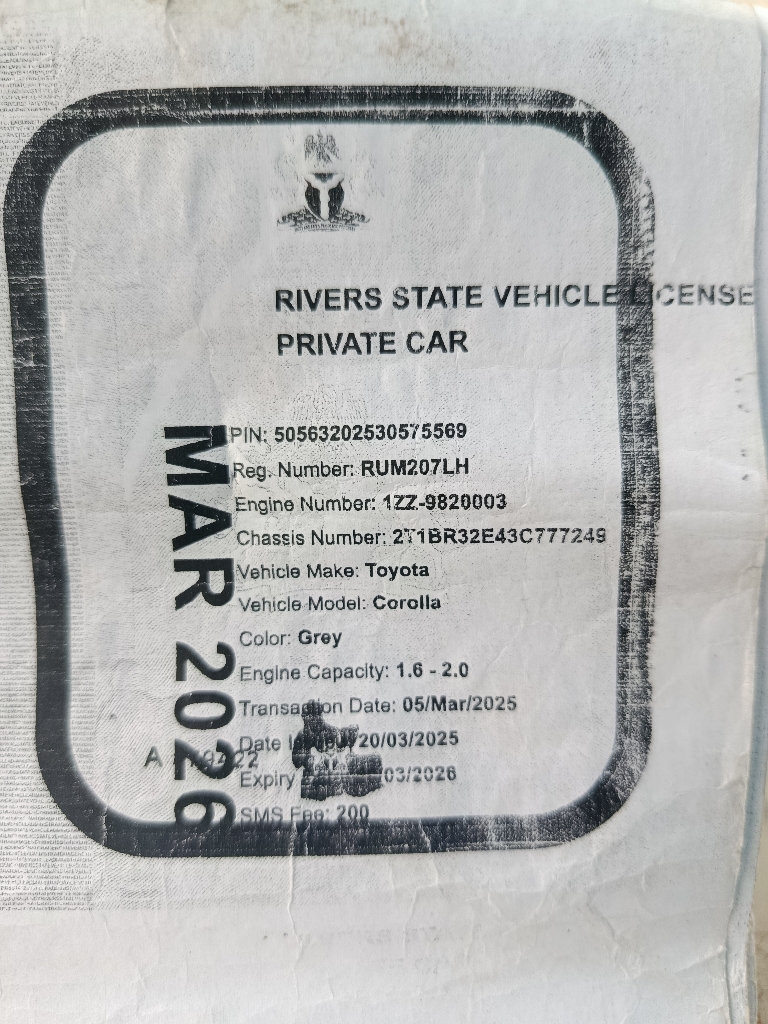 RIVERS STATE VEHICLE LICENSE
PRIVATE CAR
MAR 2026
PIN: 50563202530575569
Reg. Number: RUM207LH
Engine Number: 1ZZ-9820003
Chassis Number: 2T1BR32E43C777249
Vehicle Make: Toyota
Vehicle Model: Corolla
Color: Grey
Engine Capacity: 1.6 - 2.0
Transaction Date: 05/Mar/2025
Date 20/03/2025
A
Expiry /03/2026
SMS Fee: 200